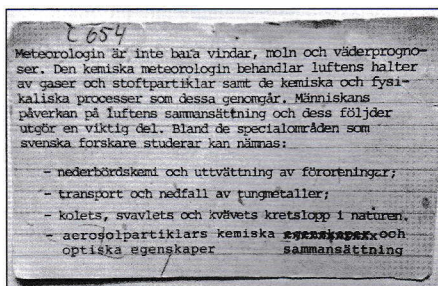 L 654
Meteorologin är inte bara vindar, moln och väderprogno-
ser. Den kemiska meteorologin behandlar luftens halter
av gaser och stoftpartiklar samt de kemiska och fysi-
kaliska processer som dessa genomgår. Människans
påverkan på luftens sammansättning och dess följder
utgör en viktig del. Bland de specialområden som
svenska forskare studerar kan nämnas:
- nederbördskemi och uttvättning av föroreningar;
- transport och nedfall av tungmetaller;
- kolets, svavlets och kvävets kretslopp i naturen.
- aerosolpartiklars kemiska egenskaper och
optiska egenskaper sammansättning